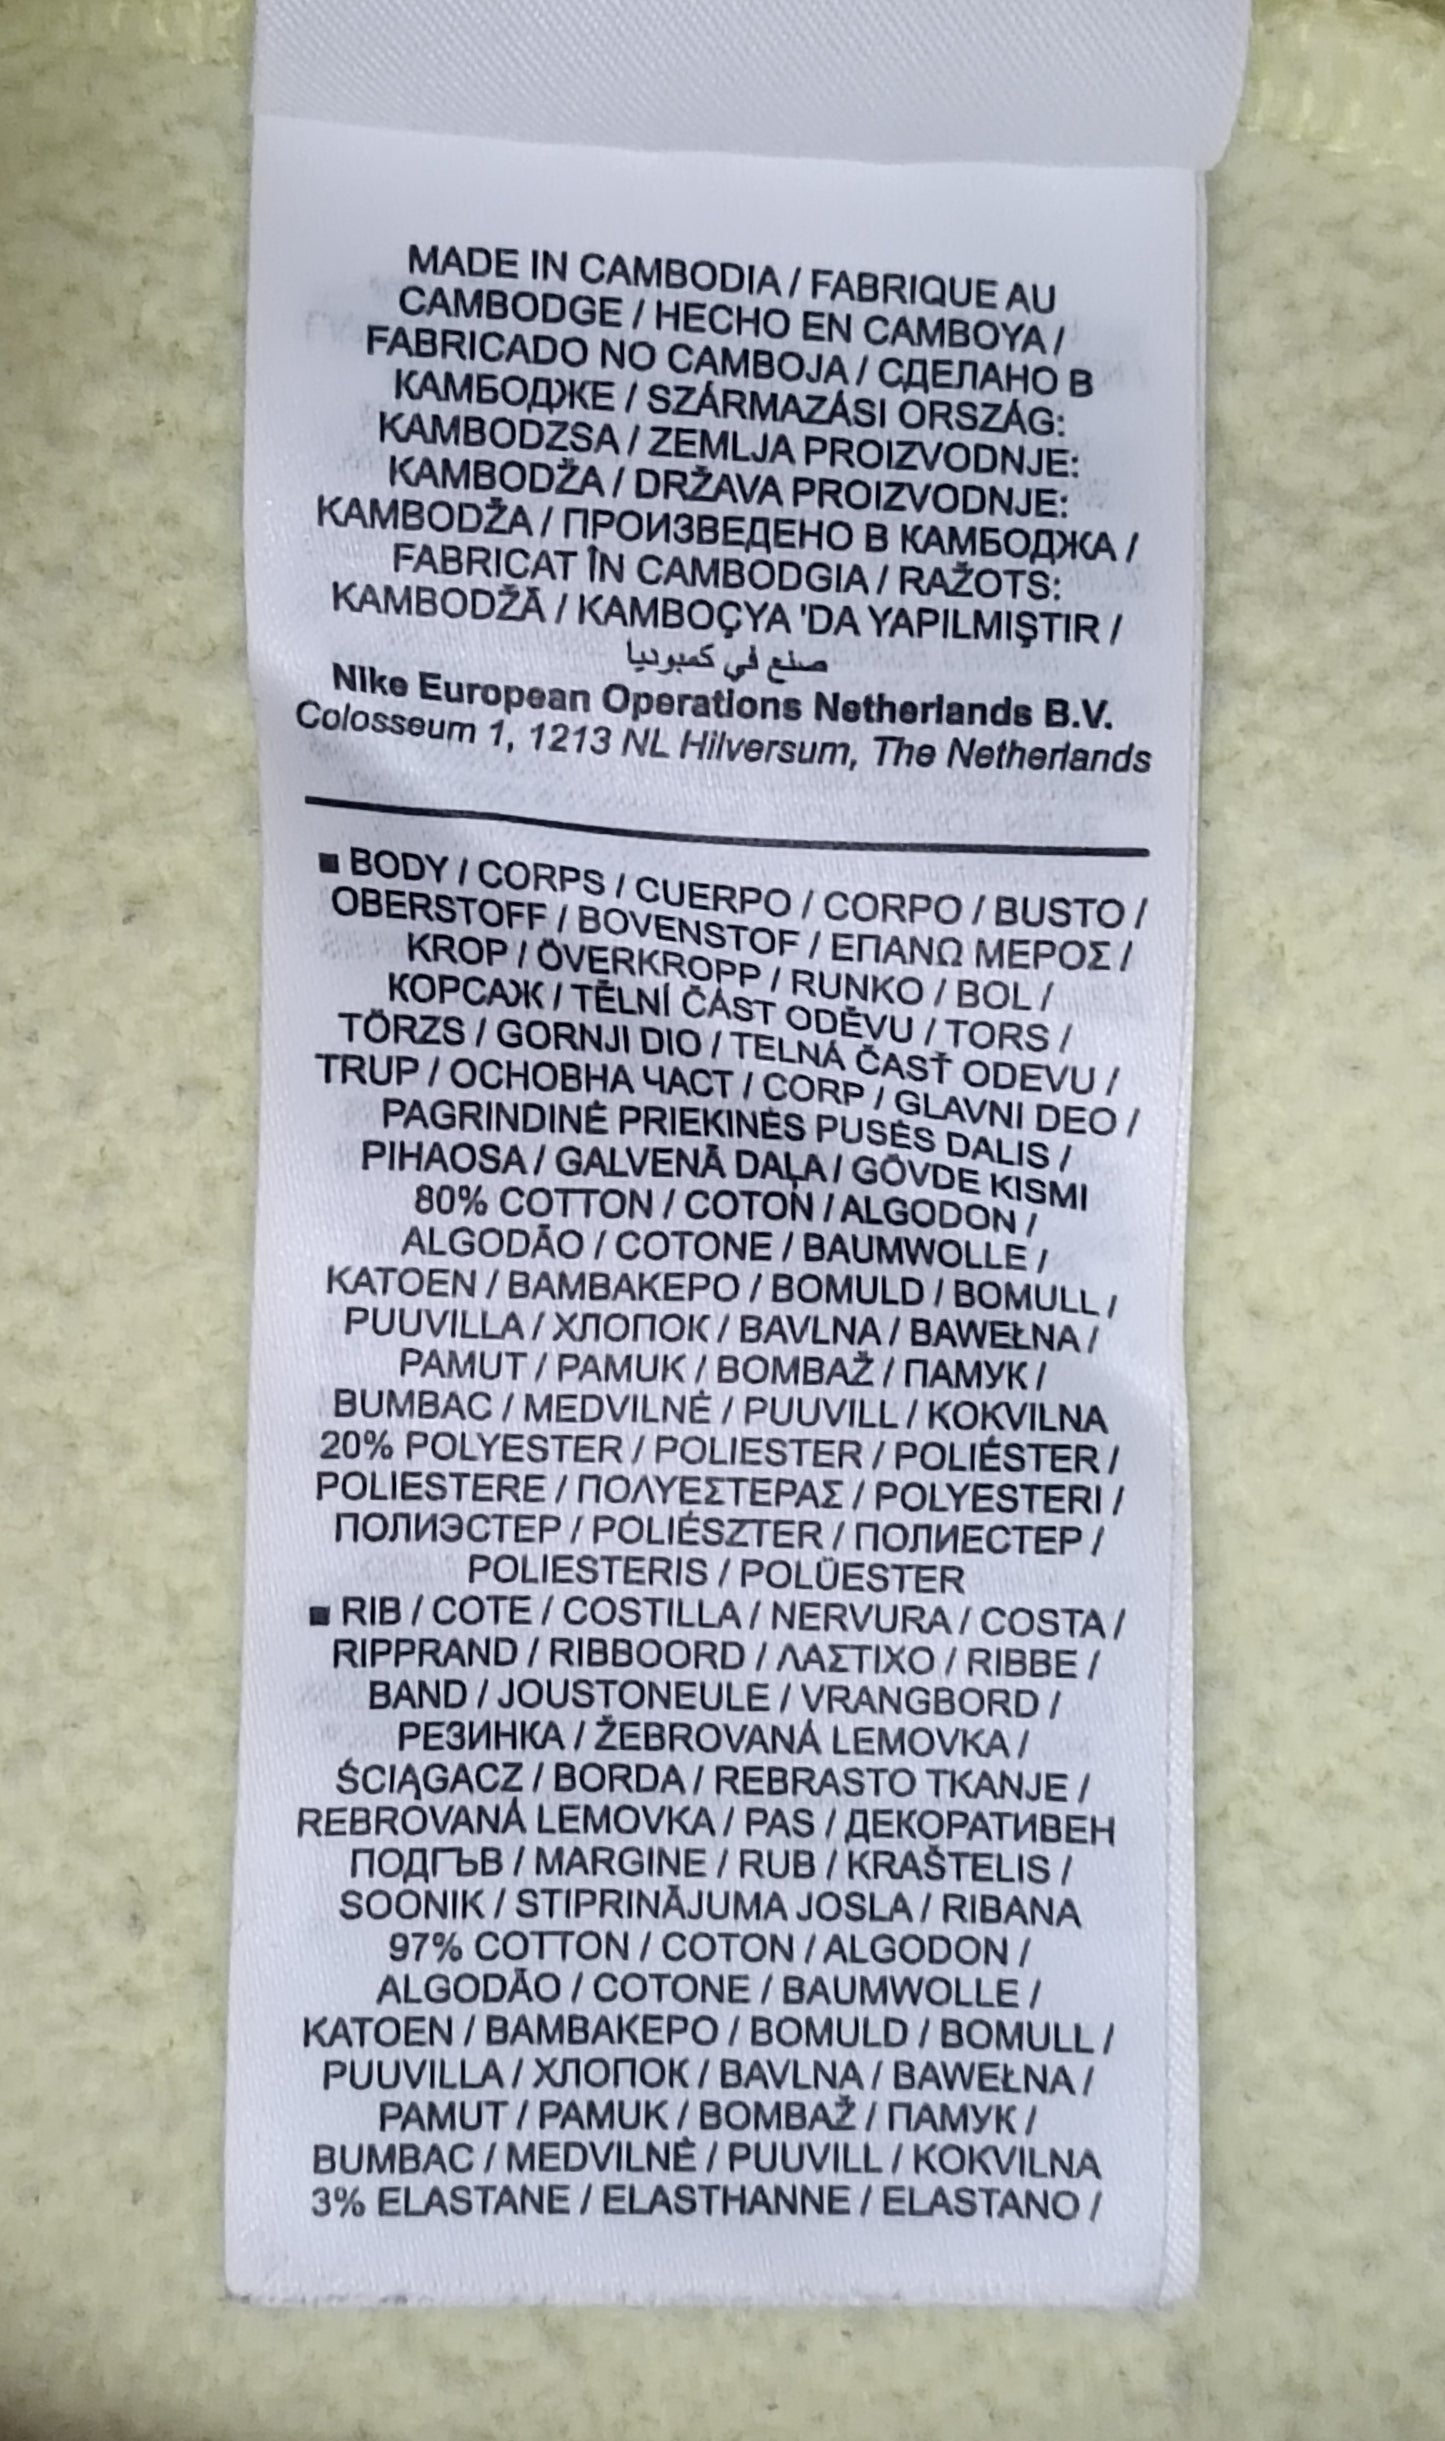 MADE IN CAMBODIA / FABRIQUE AU
CAMBODGE / HECHO EN CAMBOYA /
FABRICADO NO CAMBOJA / СДЕЛАНО В
КАМБОДЖЕ / SZÁRMAZÁSI ORSZÁG:
KAMBODZSA / ZEMLJA PROIZVODNJE:
KAMBODŽA / DRŽAVA PROIZVODNJE:
KAMBODŽA / ПРОИЗВЕДЕНО В КАМБОДЖА /
FABRICAT ÎN CAMBODGIA / RAŽOTS:
KAMBODŽĀ / KAMBOÇYA 'DA YAPILMIŞTIR /
صنع في كمبوديا
Nike European Operations Netherlands B.V.
Colosseum 1, 1213 NL Hilversum, The Netherlands
■ BODY / CORPS / CUERPO / CORPO / BUSTO /
OBERSTOFF / BOVENSTOF / ΕΠΑΝΩ ΜΕΡΟΣ /
KROP / ÖVERKROPP / RUNKO / BOL /
КОРСАЖ / TĚLNÍ ČÁST ODĚVU / TORS /
TÖRZS / GORNJI DIO / TELNÁ ČASŤ ODEVU /
TRUP / ОСНОВНА ЧАСТ / CORP / GLAVNI DEO /
PAGRINDINĖ PRIEKINĖS PUSĖS DALIS /
PIHAOSA / GALVENĀ DAĻA / GÖVDE KISMI
80% COTTON / COTON / ALGODON /
ALGODÃO / COTONE / BAUMWOLLE /
KATOEN / ΒΑΜΒΑΚΕΡΟ / BOMULD / BOMULL /
PUUVILLA / ХЛОПОК / BAVLNA / BAWEŁNA /
PAMUT / PAMUK / BOMBAŽ / ПАМУК /
BUMBAC / MEDVILNĖ / PUUVILL / KOKVILNA
20% POLYESTER / POLIESTER / POLIÉSTER /
POLIESTERE / ΠΟΛΥΕΣΤΕΡΑΣ / POLYESTERI /
ПОЛИЭСТЕР / POLIÉSZTER / ПОЛИЕСТЕР /
POLIESTERIS / POLÜESTER
■ RIB / COTE / COSTILLA / NERVURA / COSTA /
RIPPRAND / RIBBOORD / ΛΑΣΤΙΧΟ / RIBBE /
BAND / JOUSTONEULE / VRANGBORD /
РЕЗИНКА / ŽEBROVANÁ LEMOVKA /
ŚCIĄGACZ / BORDA / REBRASTO TKANJE /
REBROVANÁ LEMOVKA / PAS / ДЕКОРАТИВЕН
ПОДГЪВ / MARGINE / RUB / KRAŠTELIS /
SOONIK / STIPRINĀJUMA JOSLA / RIBANA
97% COTTON / COTON / ALGODON /
ALGODÃO / COTONE / BAUMWOLLE /
KATOEN / ΒΑΜΒΑΚΕΡΟ / BOMULD / BOMULL /
PUUVILLA / ХЛОПОК / BAVLNA / BAWEŁNA /
PAMUT / PAMUK / BOMBAŽ / ПАМУК /
BUMBAC / MEDVILNĖ / PUUVILL / KOKVILNA
3% ELASTANE / ELASTHANNE / ELASTANO /